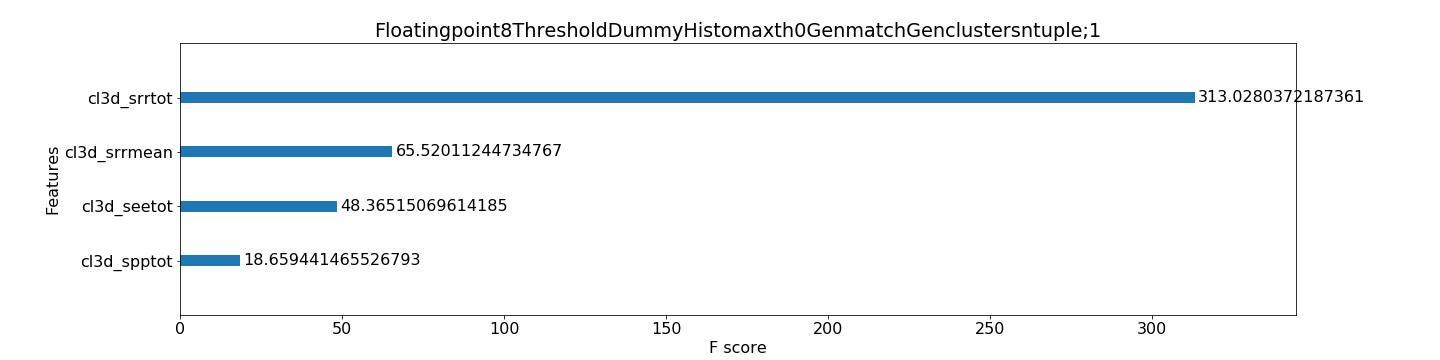 Floatingpoint8ThresholdDummyHistomaxth0GenmatchGenclustersntuple;1
Features
cl3d_srrtot
313.0280372187361
cl3d_srrmean
65.52011244734767
cl3d_seetot
48.36515069614185
cl3d_spptot
18.659441465526793
0 50 100 150 200 250 300
F score